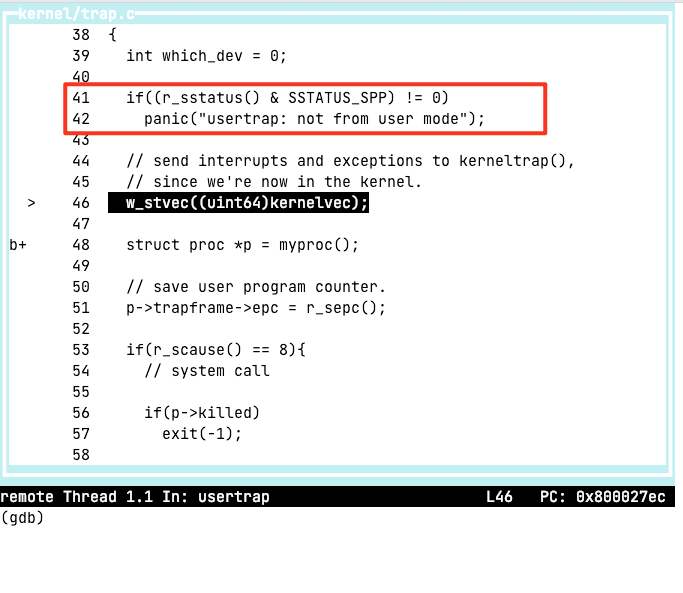 kernel/trap.c
38 {
39 int which_dev = 0;
40
41 if((r_sstatus() & SSTATUS_SPP) != 0)
42 panic("usertrap: not from user mode");
43
44 // send interrupts and exceptions to kerneltrap(),
45 // since we're now in the kernel.
> 46 w_stvec((uint64)kernelvec);
47
b+ 48 struct proc *p = myproc();
49
50 // save user program counter.
51 p->trapframe->epc = r_sepc();
52
53 if(r_scause() == 8){
54 // system call
55
56 if(p->killed)
57 exit(-1);
58
remote Thread 1.1 In: usertrap L46 PC: 0x800027ec
(gdb)